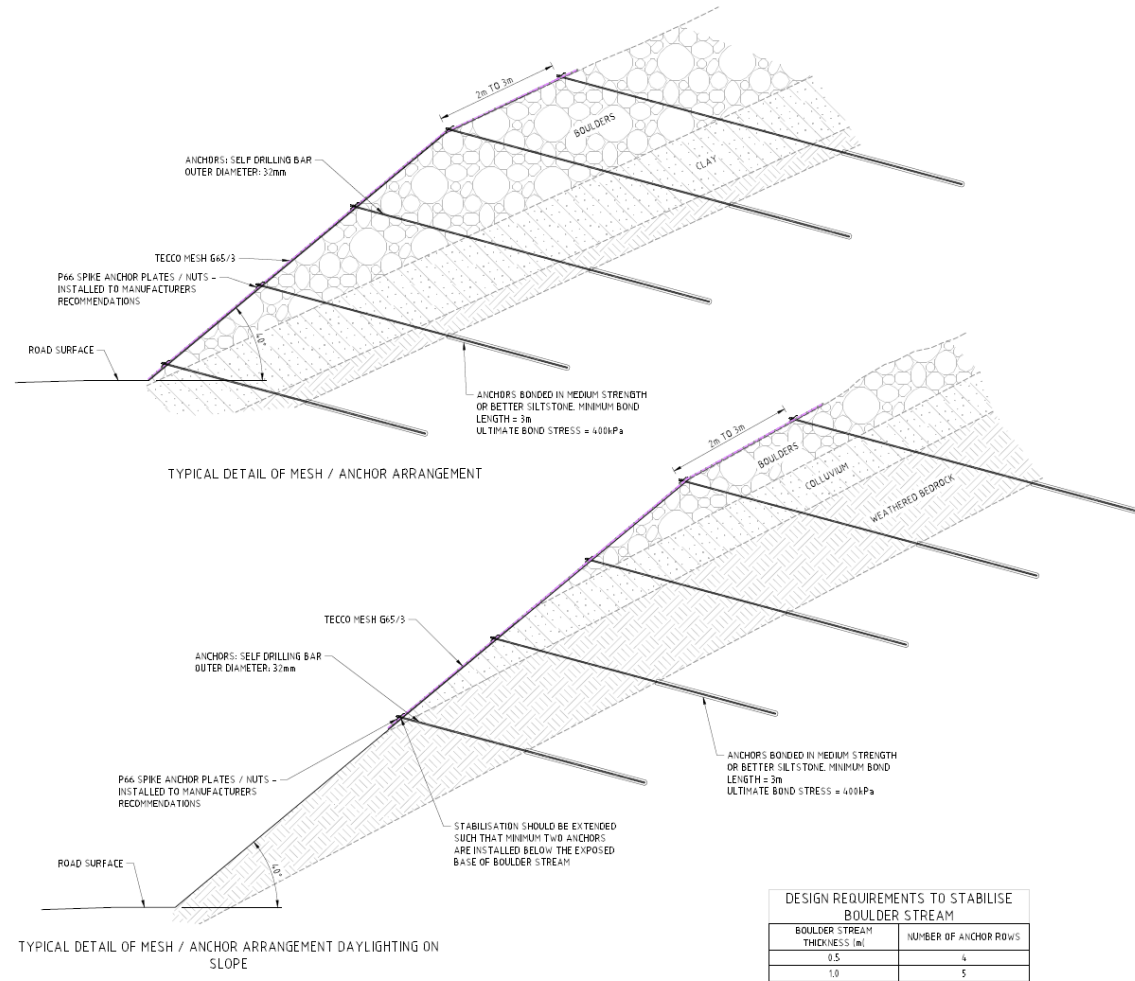 2m TO 3m
BOULDERS
CLAY
ANCHORS: SELF DRILLING BAR
OUTER DIAMETER: 32mm
TECCO MESH G65/3
P66 SPIKE ANCHOR PLATES / NUTS -
INSTALLED TO MANUFACTURERS
RECOMMENDATIONS
40°
ROAD SURFACE
ANCHORS BONDED IN MEDIUM STRENGTH
OR BETTER SILTSTONE. MINIMUM BOND
LENGTH = 3m
ULTIMATE BOND STRESS = 400kPa
TYPICAL DETAIL OF MESH / ANCHOR ARRANGEMENT
2m TO 3m
BOULDERS
COLLUVIUM
WEATHERED BEDROCK
TECCO MESH G65/3
ANCHORS: SELF DRILLING BAR
OUTER DIAMETER: 32mm
P66 SPIKE ANCHOR PLATES / NUTS -
INSTALLED TO MANUFACTURERS
RECOMMENDATIONS
ANCHORS BONDED IN MEDIUM STRENGTH
OR BETTER SILTSTONE. MINIMUM BOND
LENGTH = 3m
ULTIMATE BOND STRESS = 400kPa
STABILISATION SHOULD BE EXTENDED
SUCH THAT MINIMUM TWO ANCHORS
ARE INSTALLED BELOW THE EXPOSED
BASE OF BOULDER STREAM
40°
ROAD SURFACE
TYPICAL DETAIL OF MESH / ANCHOR ARRANGEMENT DAYLIGHTING ON
SLOPE
DESIGN REQUIREMENTS TO STABILISE
BOULDER STREAM
BOULDER STREAM
THICKNESS (m(
NUMBER OF ANCHOR ROWS
0.5 4
1.0 5